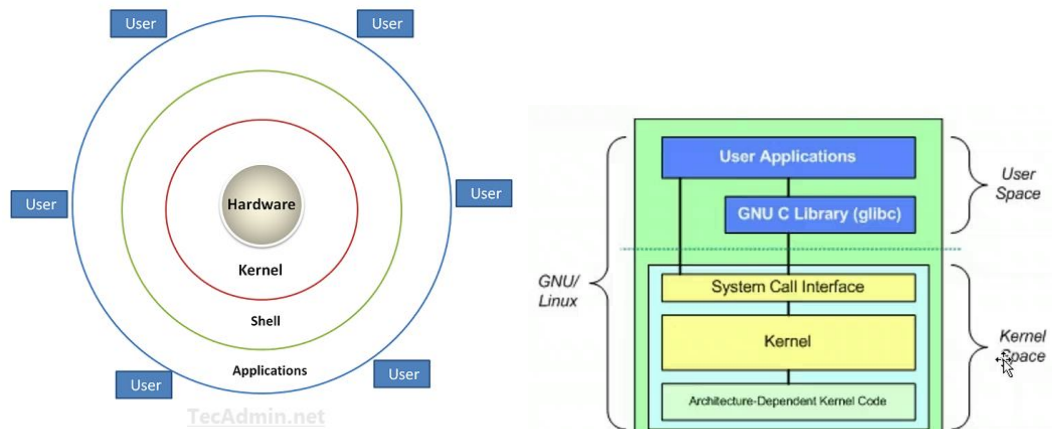 User
User
User
User
User
User
Hardware
Kernel
Shell
Applications
TecAdmin.net
User Applications
GNU C Library (glibc)
User
Space
GNU/
Linux
System Call Interface
Kernel
Architecture-Dependent Kernel Code
Kernel
Space